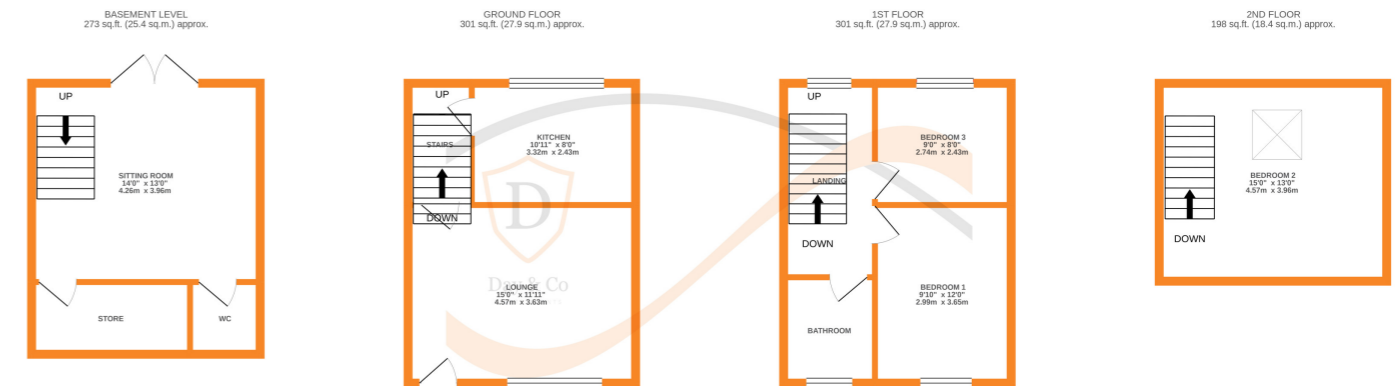 BASEMENT LEVEL
273 sq.ft. (25.4 sq.m.) approx.
UP
SITTING ROOM
14'0" x 13'0"
4.26m x 3.96m
STORE
WC
GROUND FLOOR
301 sq.ft. (27.9 sq.m.) approx.
UP
STAIRS
KITCHEN
10'11" x 8'0"
3.32m x 2.43m
DOWN
D
Day & Co
LOUNGE
15'0" x 11'11"
4.57m x 3.63m
1ST FLOOR
301 sq.ft. (27.9 sq.m.) approx.
UP
BEDROOM 3
9'0" x 8'0"
2.74m x 2.43m
LANDING
DOWN
BEDROOM 1
9'10" x 12'0"
2.99m x 3.65m
BATHROOM
2ND FLOOR
198 sq.ft. (18.4 sq.m.) approx.
BEDROOM 2
15'0" x 13'0"
4.57m x 3.96m
DOWN